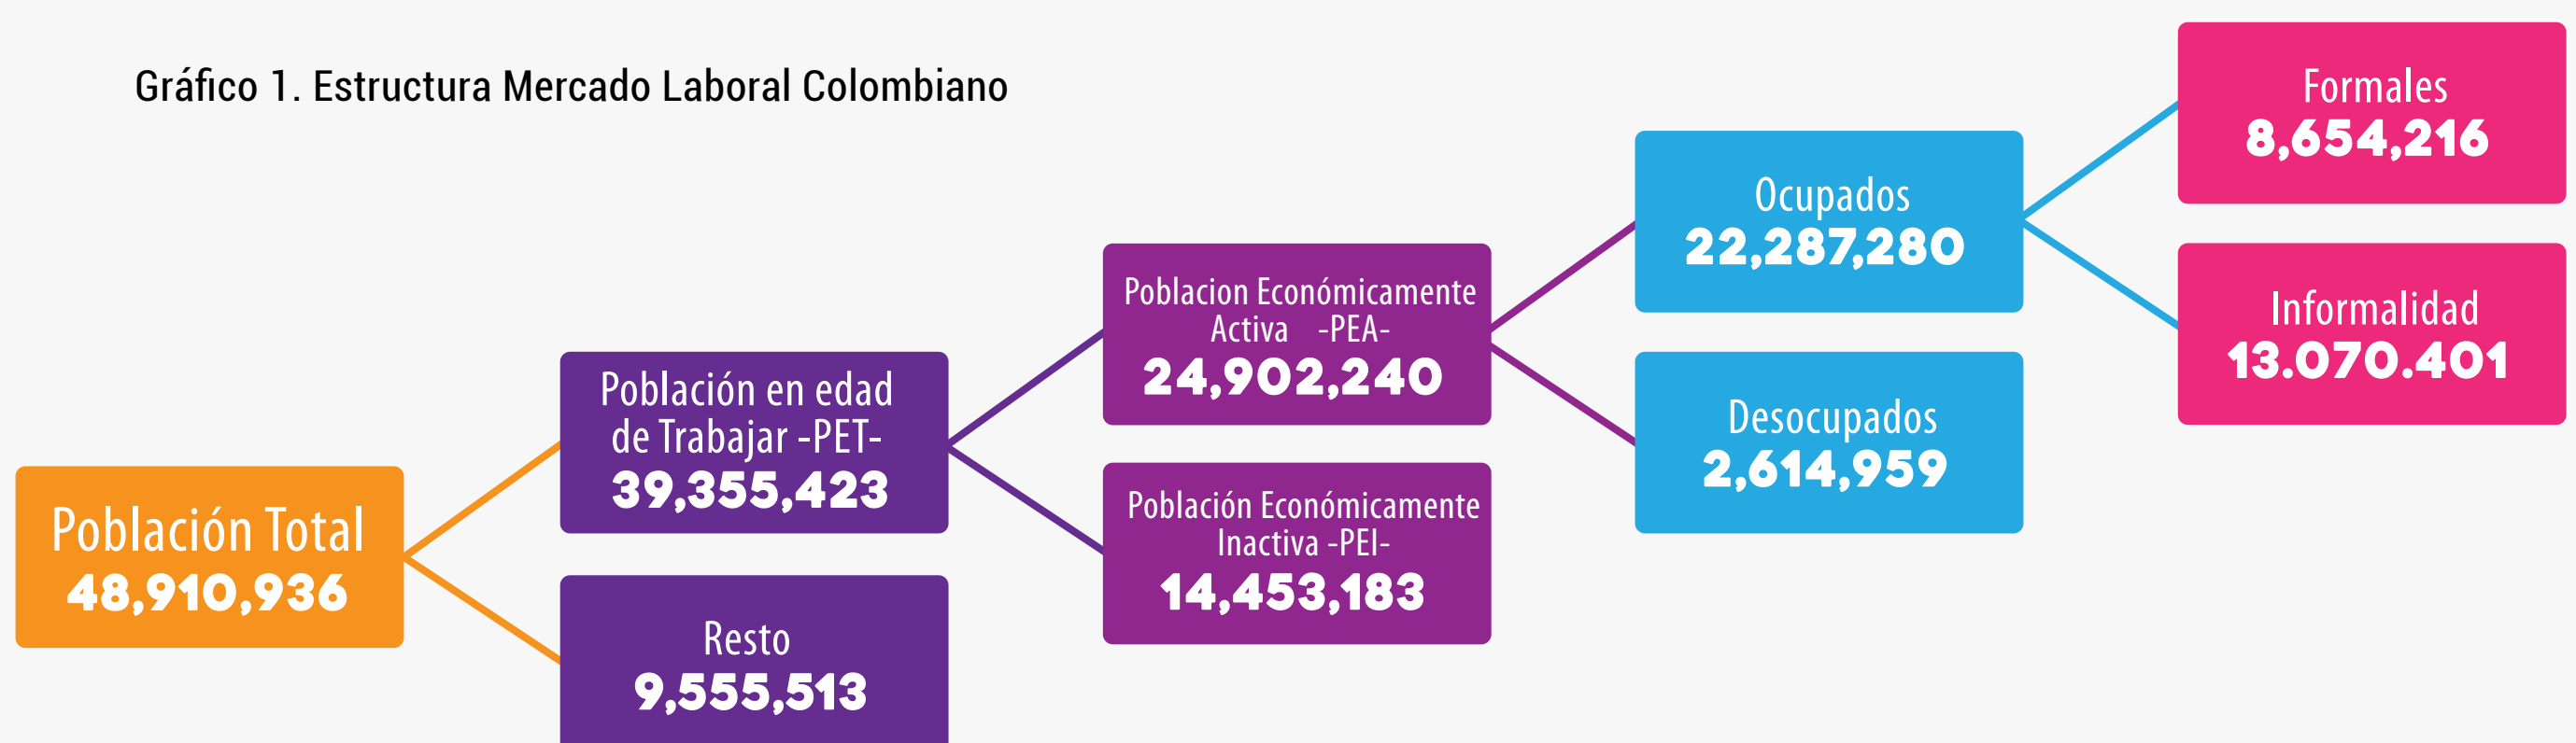 Gráfico 1. Estructura Mercado Laboral Colombiano
Población Total
48,910,936
Población en edad
de Trabajar -PET-
39,355,423
Resto
9,555,513
Poblacion Económicamente
Activa -PEA-
24,902,240
Población Económicamente
Inactiva -PEI-
14,453,183
Ocupados
22,287,280
Desocupados
2,614,959
Formales
8,654,216
Informalidad
13.070.401